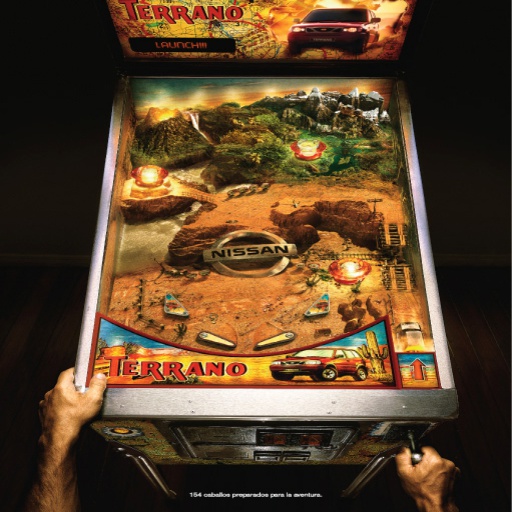 TERRANO
LAUNCH!!!
NISSAN
TERRANO
154 caballos preparados para la aventura.